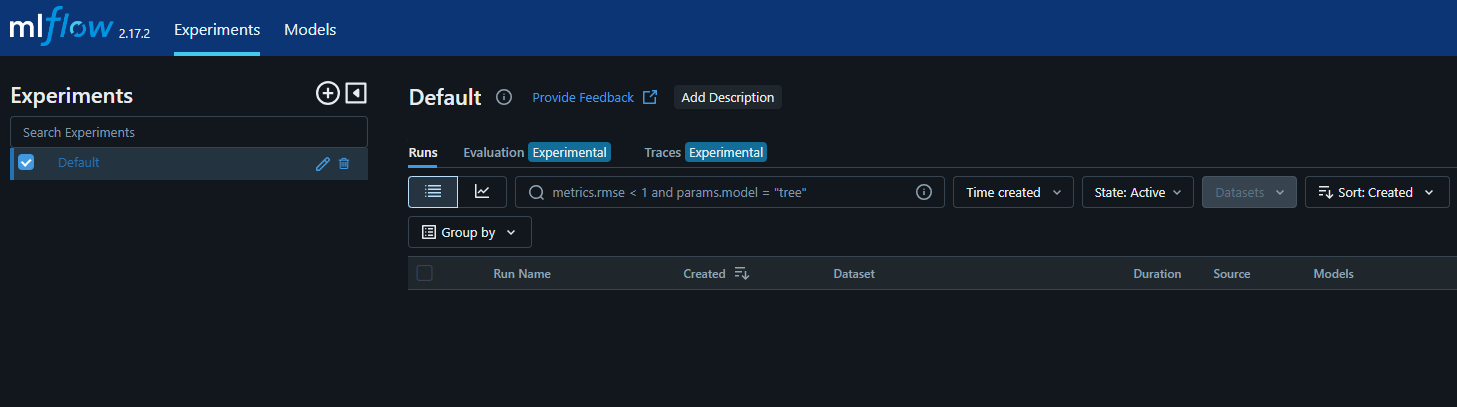 mlflow 2.17.2 Experiments Models
Experiments
Search Experiments
Default
Default Provide Feedback Add Description
Runs Evaluation Experimental Traces Experimental
metrics.rmse < 1 and params.model = "tree" Time created State: Active Datasets Sort: Created
Group by
Run Name Created Dataset Duration Source Models